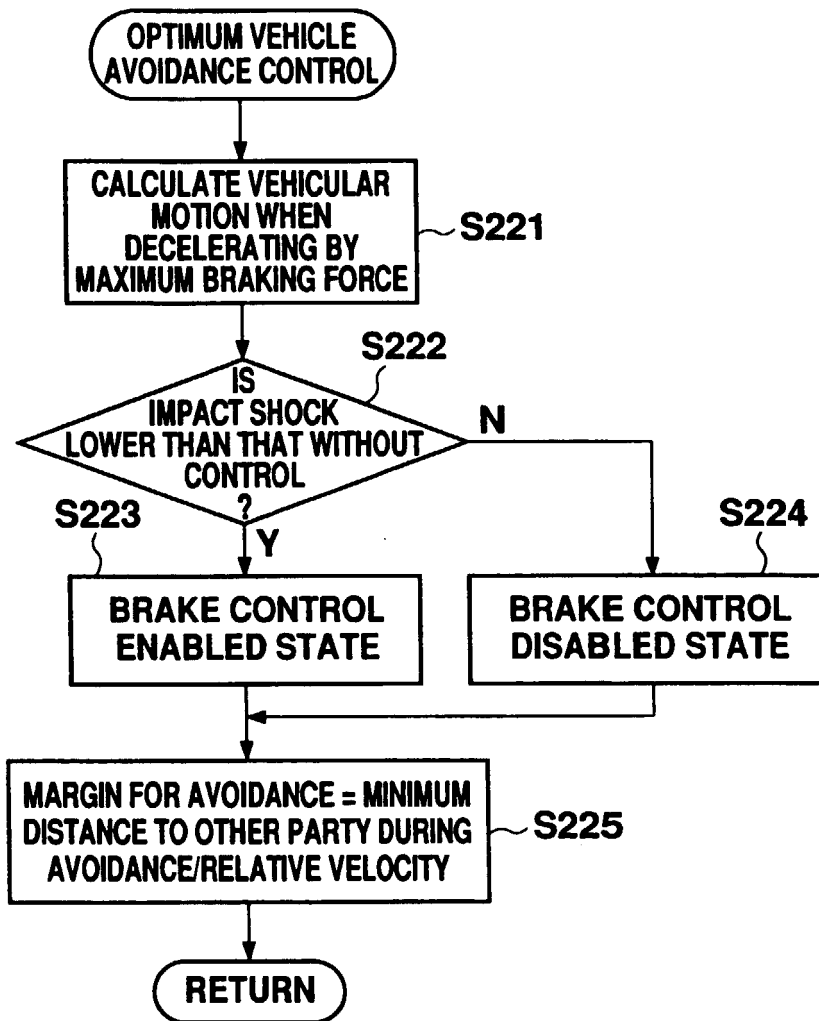 OPTIMUM VEHICLE
AVOIDANCE CONTROL
CALCULATE VEHICULAR
MOTION WHEN
DECELERATING BY
MAXIMUM BRAKING FORCE
S221
S222
IS
IMPACT SHOCK
LOWER THAN THAT WITHOUT
CONTROL
?
N
Y
S223
BRAKE CONTROL
ENABLED STATE
S224
BRAKE CONTROL
DISABLED STATE
MARGIN FOR AVOIDANCE = MINIMUM
DISTANCE TO OTHER PARTY DURING
AVOIDANCE/RELATIVE VELOCITY
S225
RETURN